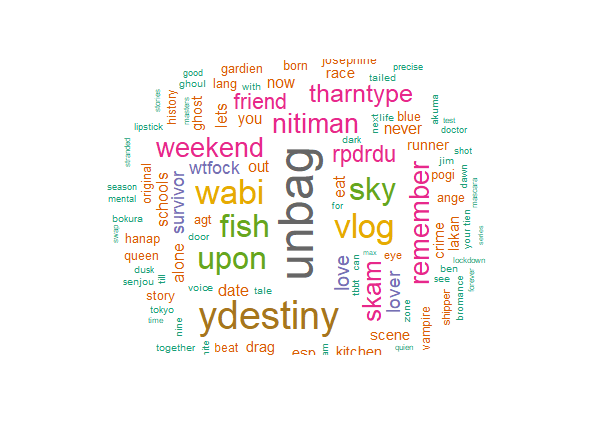 josephine
gardien
born
precise
good
race
tailed
ghoul
lang
with
now
akuma
stories
history
masters
ghost
friend
tharntype
next
life
blue
test
lipstick
lets
you
nitiman
never
doctor
stranded
weekend
dark
rpdrdu
runner
shot
wtfock
out
jim
season
original
schools
survivor
wabi
unbag
eat
sky
remember
pogi
dawn
mental
ange
mascara
bokura
agt
fish
for
vlog
lakan
your
tien
swap
hanap
door
crime
series
queen
alone
upon
love
tbbt
can
max
eye
lockdown
dusk
till
skam
lover
ben
senjou
voice
date
tale
see
forever
story
zone
shipper
bromance
tokyo
time
nine
ydestiny
vampire
scene
together
beat
drag
esp
kitchen
quien